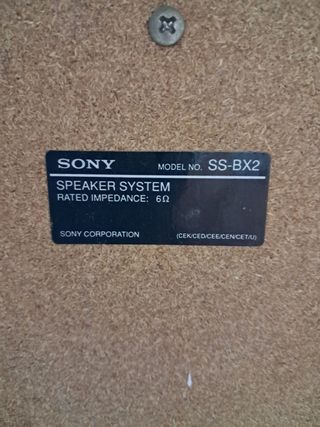 SONY MODEL NO. SS-BX2
SPEAKER SYSTEM
RATED IMPEDANCE: 6Ω
SONY CORPORATION (CEK/CED/CEE/CEN/CET/U)